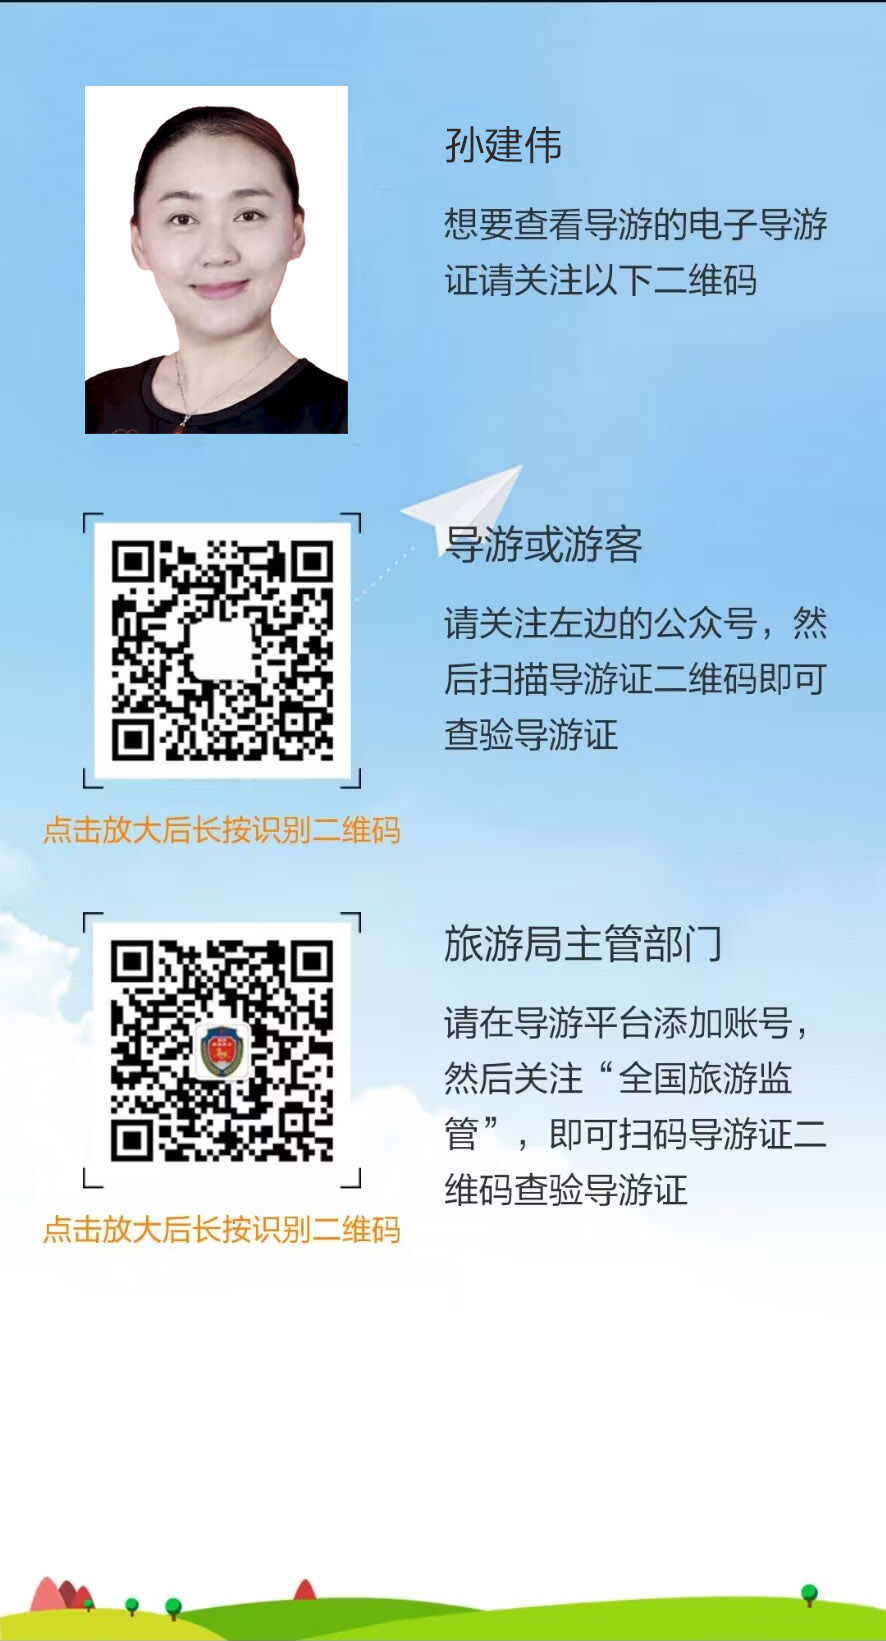 孙建伟
想要查看导游的电子导游
证请关注以下二维码
导游或游客
请关注左边的公众号，然
后扫描导游证二维码即可
查验导游证
点击放大后长按识别二维码
旅游局主管部门
请在导游平台添加账号，
然后关注“全国旅游监
管”，即可扫码导游证二
维码查验导游证
点击放大后长按识别二维码